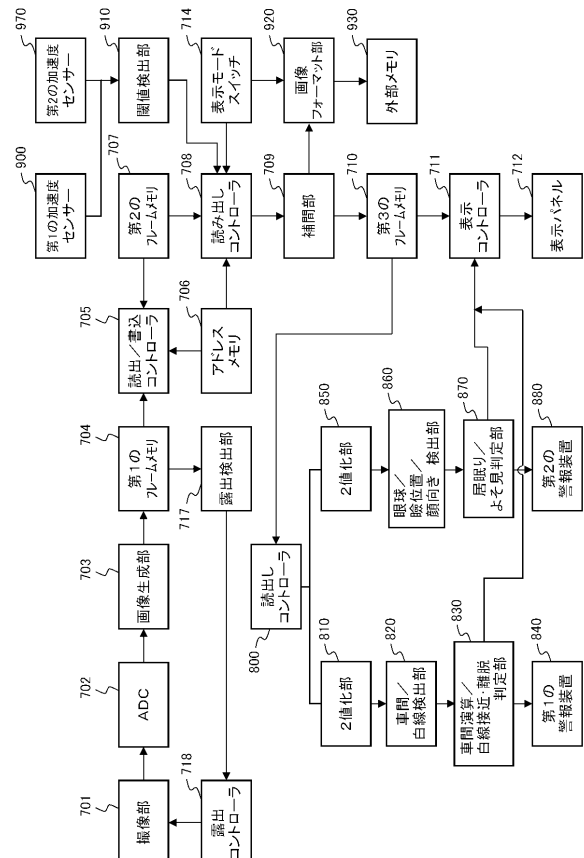 701
撮像部
702
ADC
703
画像生成部
704
第1の
フレームメモリ
705
読出/書込
コントローラ
707
第2の
フレームメモリ
900
第1の加速度
センサー
970
第2の加速度
センサー
910
閾値検出部
718
露出
コントローラ
717
露出検出部
706
アドレス
メモリ
708
読み出し
コントローラ
714
表示モード
スイッチ
709
補間部
920
画像
フォーマット部
930
外部メモリ
710
第3の
フレームメモリ
711
表示
コントローラ
712
表示パネル
800
読出し
コントローラ
810
2値化部
820
車間/
白線検出部
830
車間演算/
白線接近・離脱
判定部
840
第1の
警報装置
850
2値化部
860
眼球/
瞼位置/
顔向き 検出部
870
居眠り/
よそ見判定部
880
第2の
警報装置